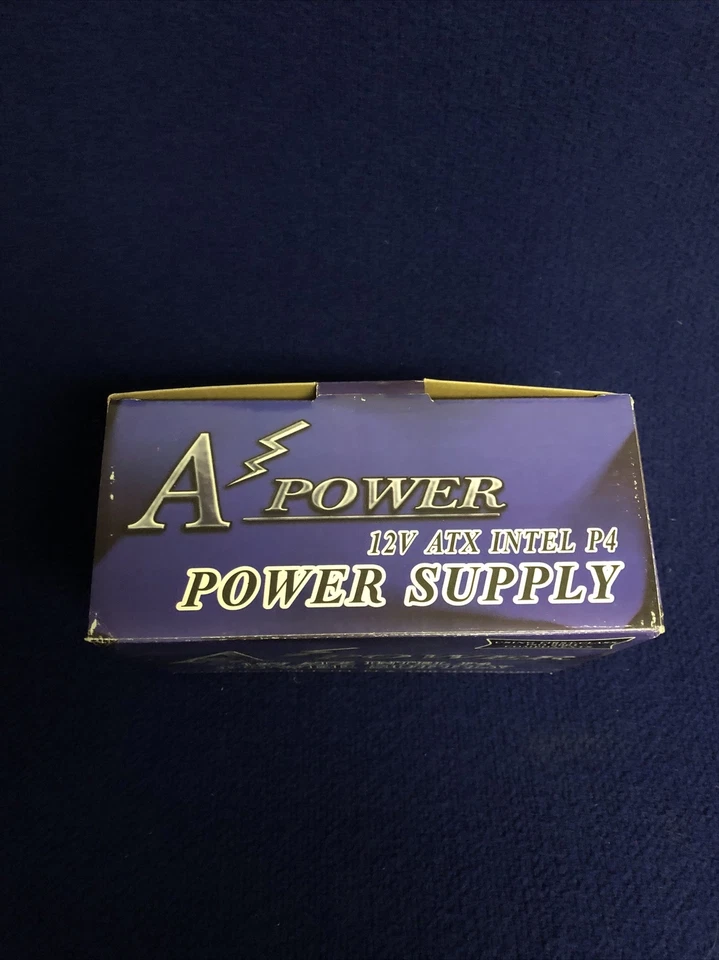 A POWER
12V ATX INTEL P4
POWER SUPPLY